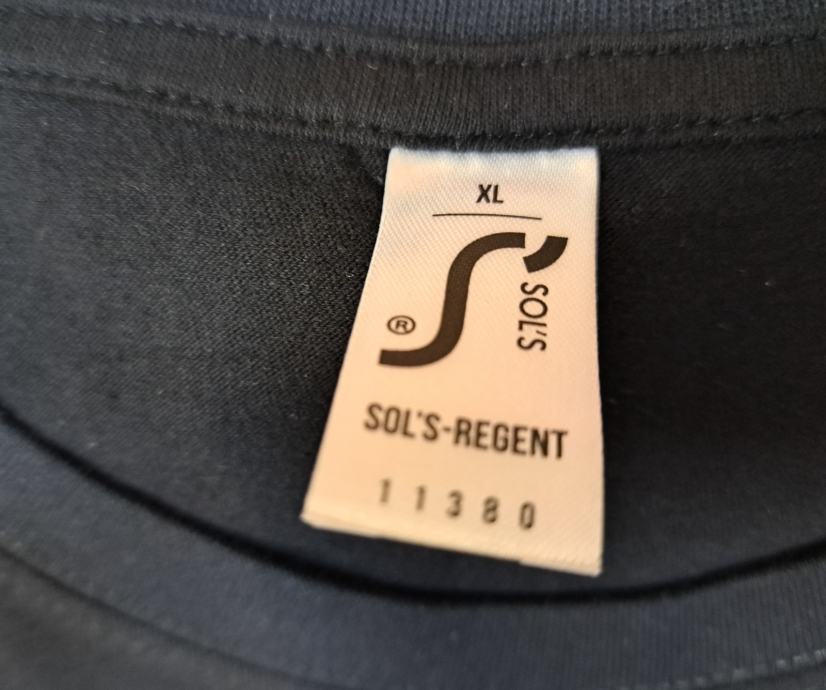 XL
SOL'S
®
SOL'S-REGENT
11380